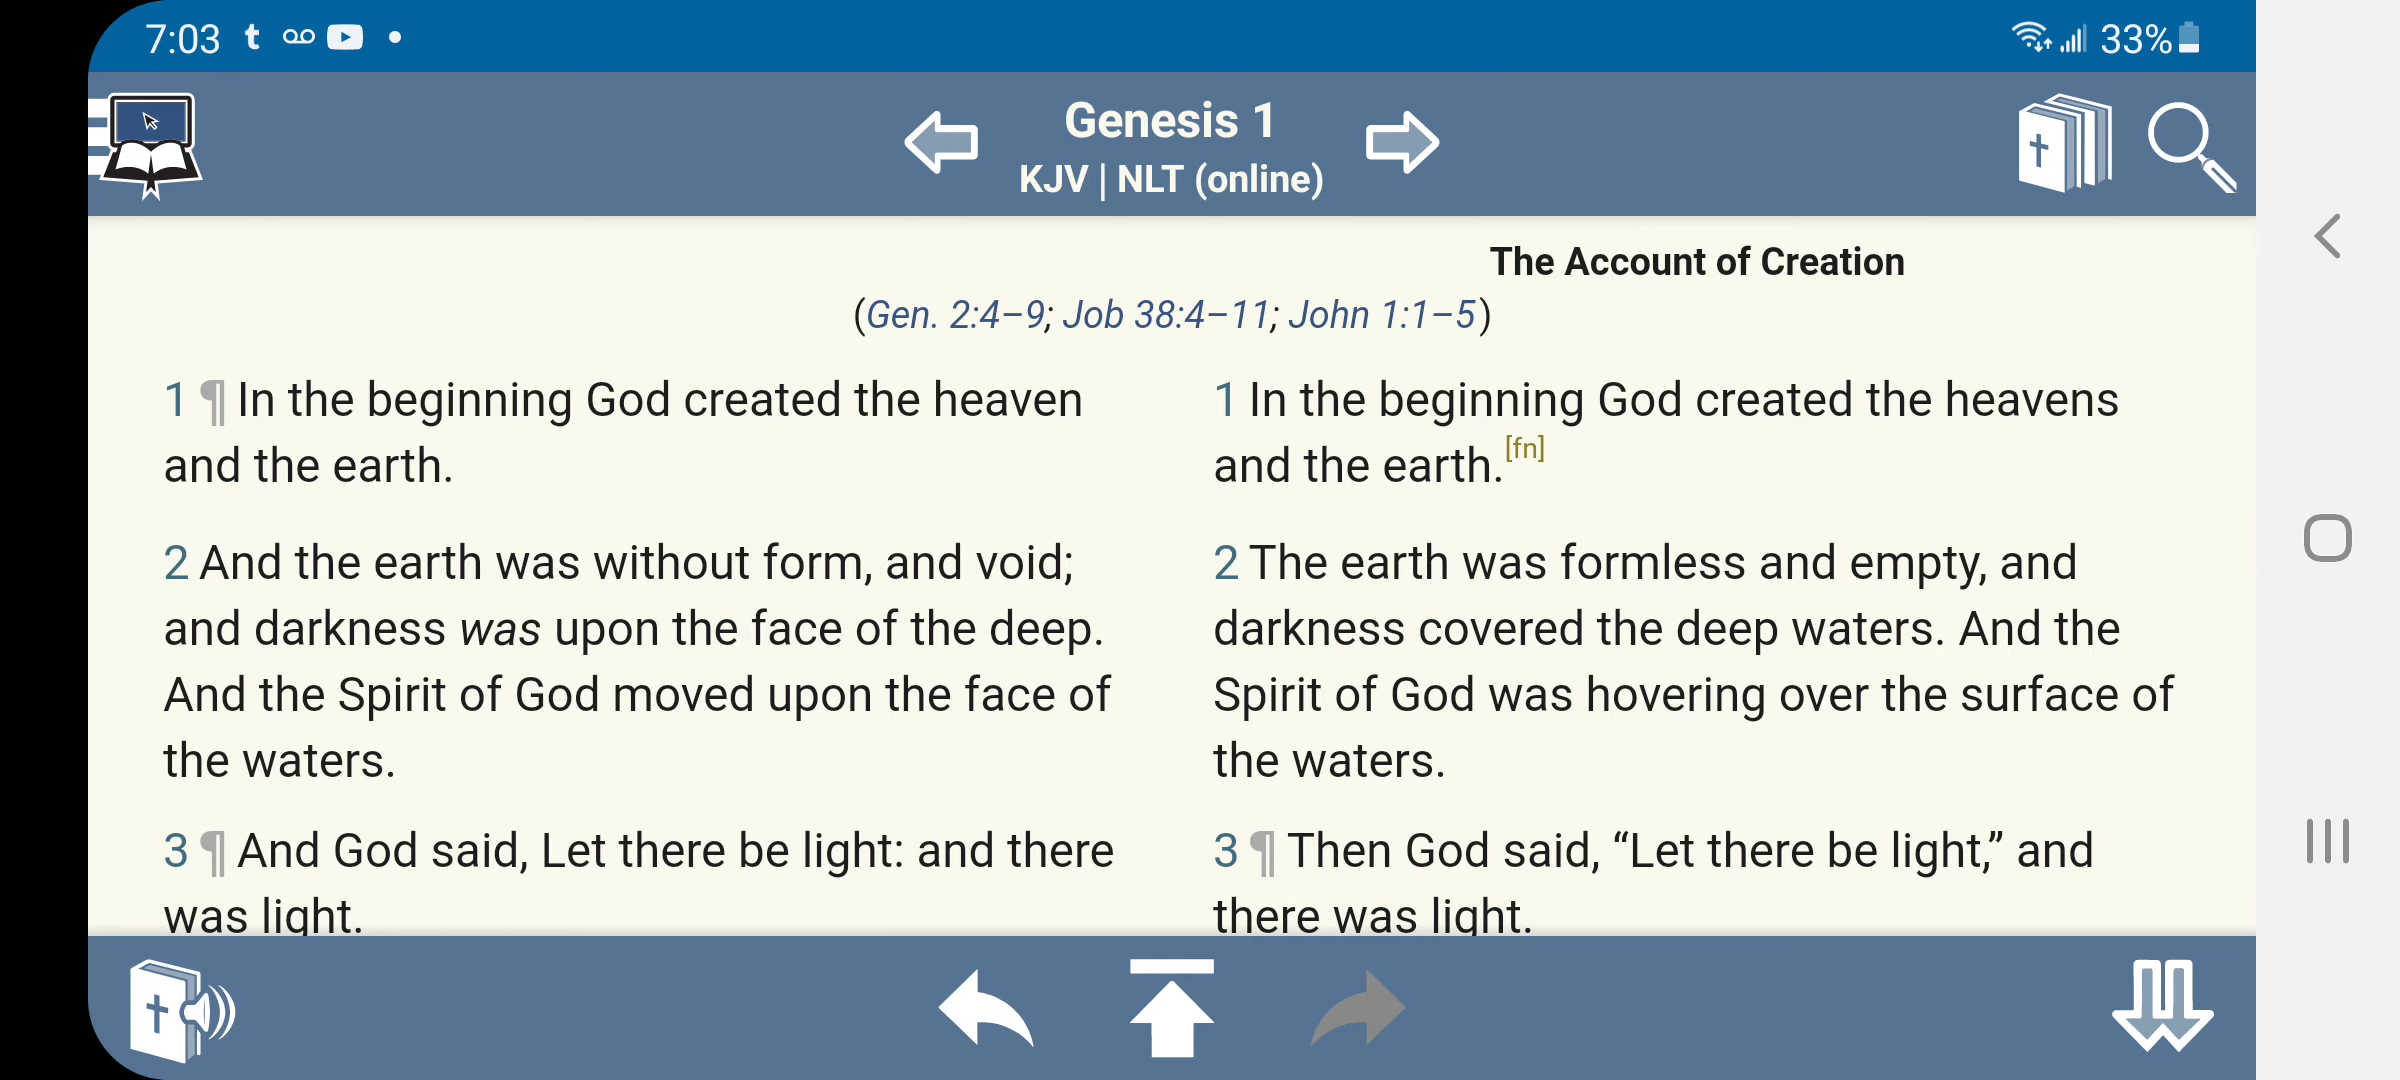 7:03
33%
Genesis 1
KJV | NLT (online)
The Account of Creation
(Gen. 2:4–9; Job 38:4–11; John 1:1–5)
1 ¶ In the beginning God created the heaven
and the earth.
2 And the earth was without form, and void;
and darkness was upon the face of the deep.
And the Spirit of God moved upon the face of
the waters.
3 ¶ And God said, Let there be light: and there
was light.
1 In the beginning God created the heavens
and the earth. [fn]
2 The earth was formless and empty, and
darkness covered the deep waters. And the
Spirit of God was hovering over the surface of
the waters.
3 ¶ Then God said, “Let there be light,” and
there was light.